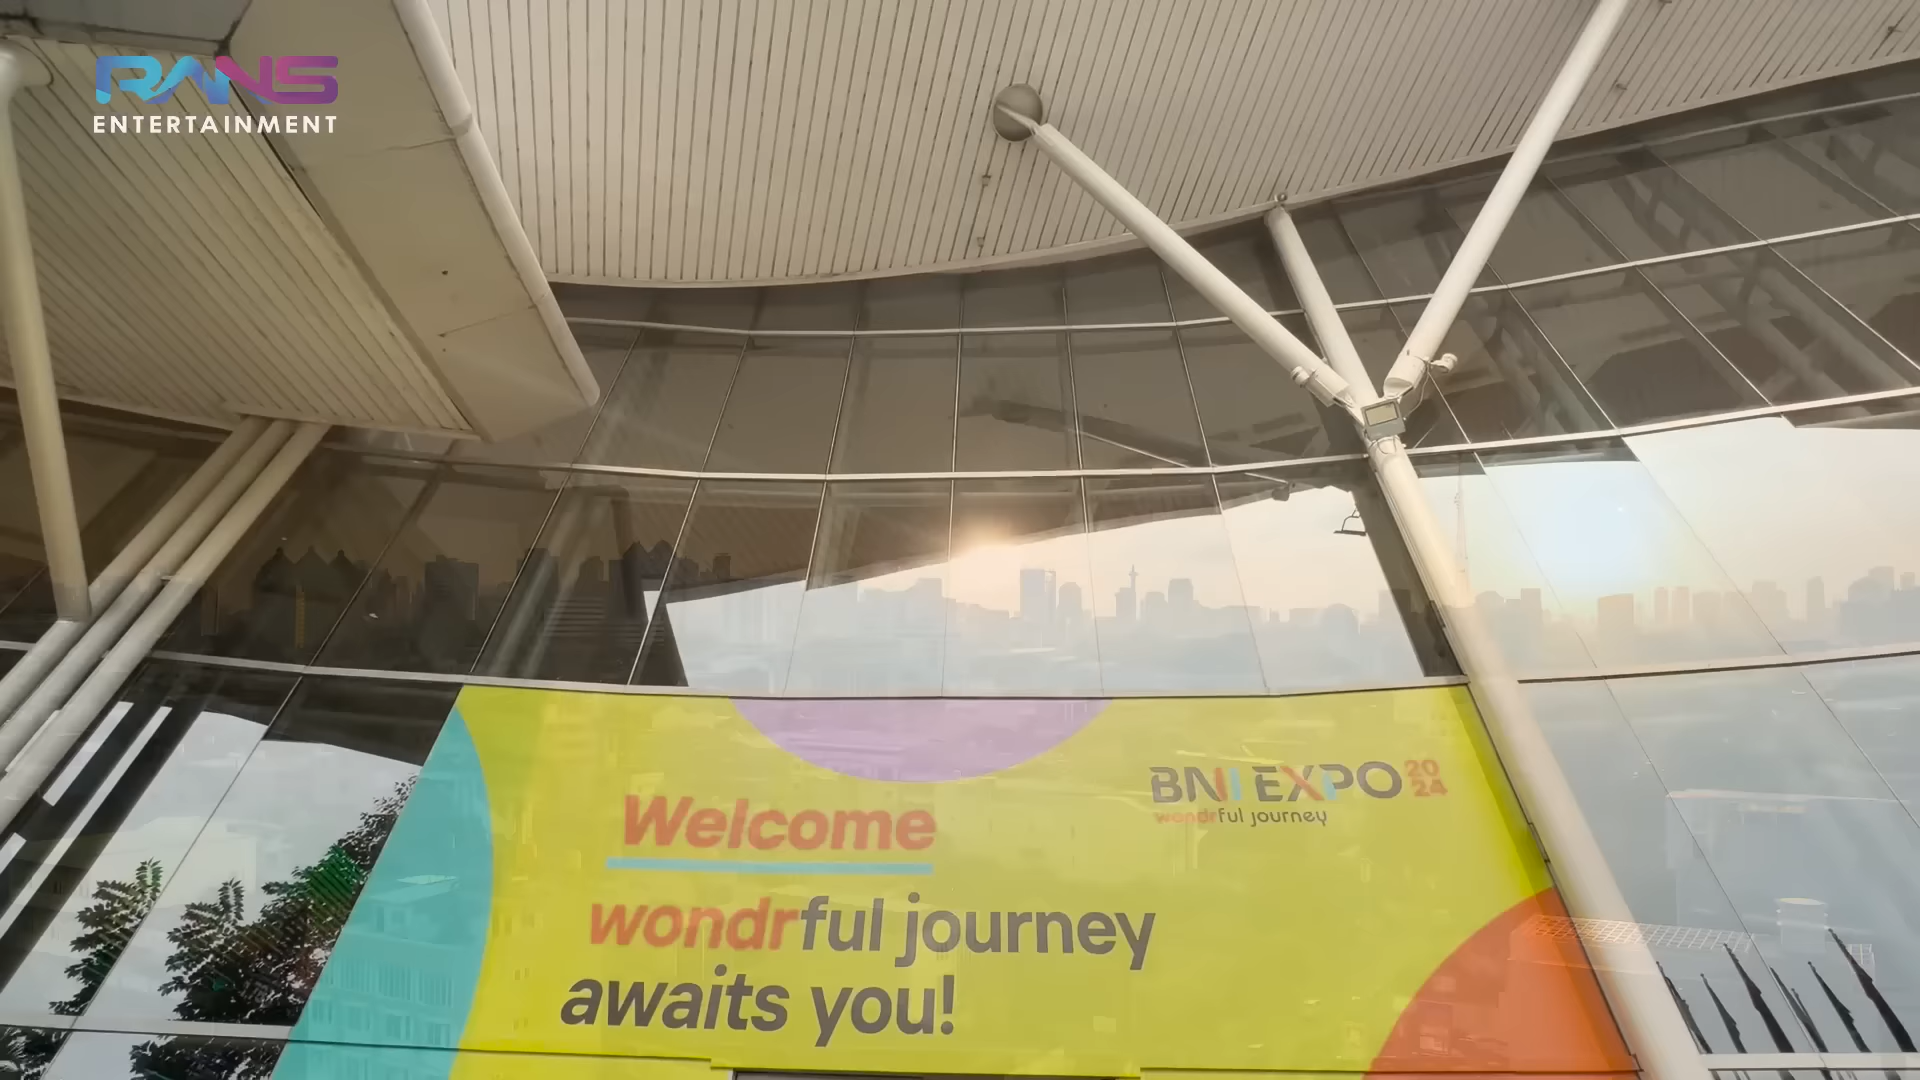 RANS
ENTERTAINMENT
BNI EXPO 2024
wondrful journey
Welcome
wondrful journey
awaits you!